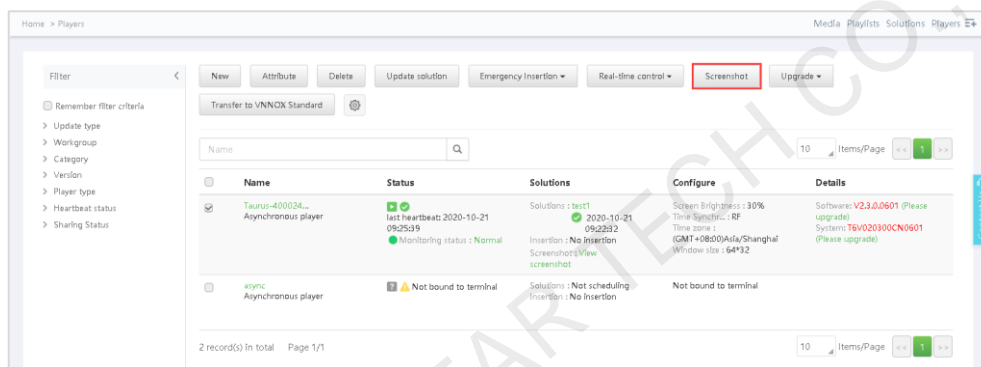 Home > Players
Media Playlists Solutions Players
Filter
Remember filter criteria
> Update type
> Workgroup
> Category
> Version
> Player type
> Heartbeat status
> Sharing Status
New Attribute Delete Update solution Emergency Insertion Real-time control Screenshot Upgrade
Transfer to VNNOX Standard
Name 10 Items/Page << 1 >>
Name Status Solutions Configure Details
Taurus-400024...
Asynchronous player
last heartbeat: 2020-10-21
09:25:39
Monitoring status : Normal
Solutions : test1
2020-10-21
09:22:32
Insertion : No insertion
Screenshot : View
screenshot
Screen Brightness : 30%
Time Synchr... : RF
Time zone :
(GMT+08:00)Asia/Shanghai
Window size : 64*32
Software: V2.3.0.0601 (Please
upgrade)
System: T6V020300CN0601
(Please upgrade)
async
Asynchronous player
? Not bound to terminal
Solutions : Not scheduling
Insertion : No insertion
Not bound to terminal
2 record(s) in total Page 1/1 10 Items/Page << 1 >>
TAR TECH CO.,